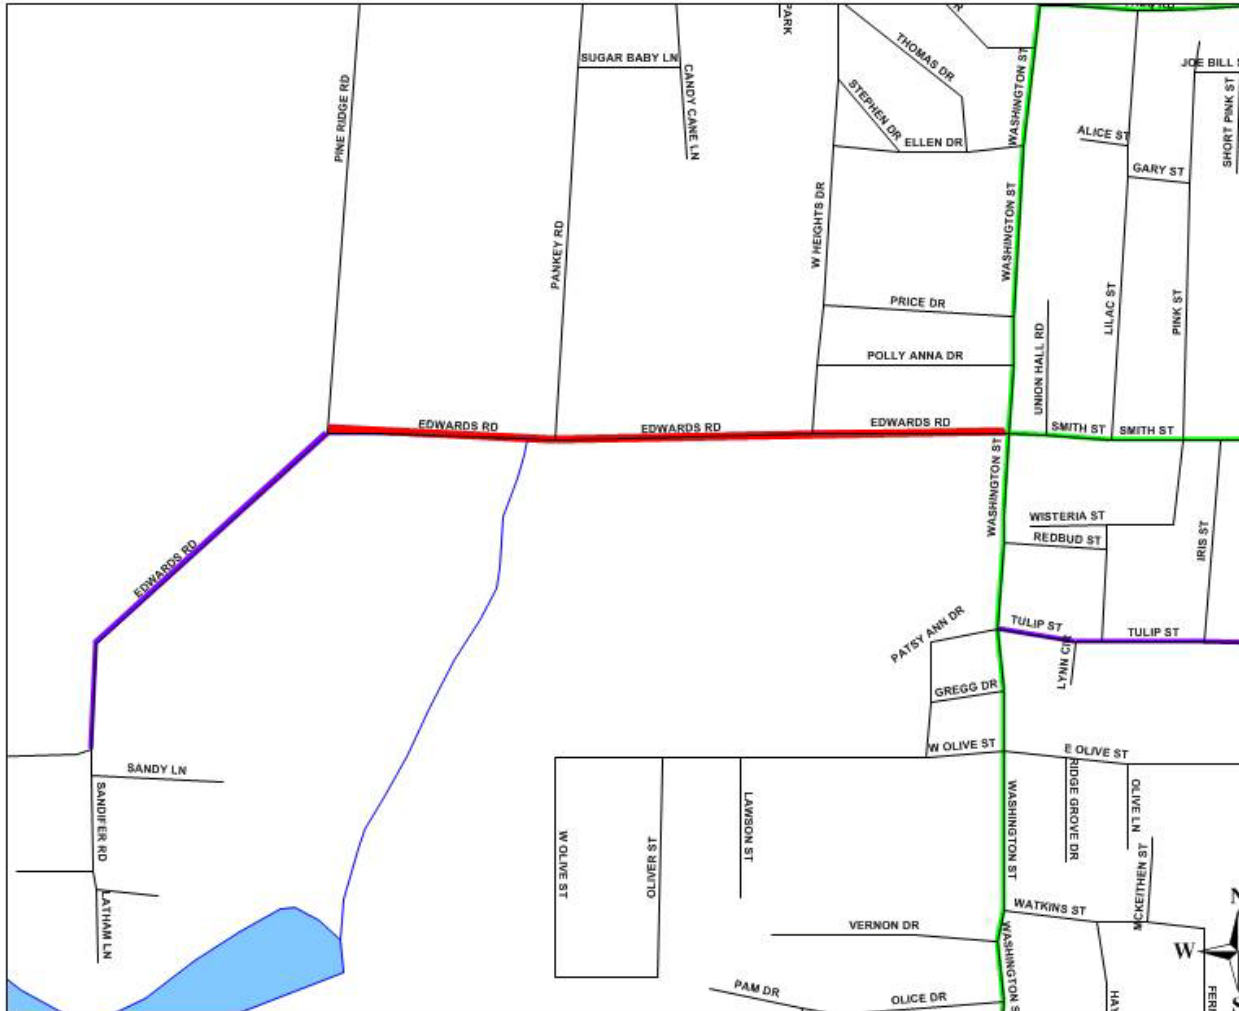 PARK
SUGAR BABY LN
THOMAS DR
WASHINGTON ST
JOE BILL S
CANDY CANE LN
PINE RIDGE RD
STEPHEN DR
SHORT PINK ST
ALICE ST
ELLEN DR
GARY ST
WASHINGTON ST
W HEIGHTS DR
PANKEY RD
PRICE DR
LILAC ST
PINK ST
POLLY ANNA DR
UNION HALL RD
EDWARDS RD
EDWARDS RD
EDWARDS RD
SMITH ST
SMITH ST
WASHINGTON ST
WISTERIA ST
REDBUD ST
IRIS ST
EDWARDS RD
PATSY ANN DR
TULIP ST
TULIP ST
LYNN CIR
GREGG DR
W OLIVE ST
E OLIVE ST
SANDY LN
RIDGE GROVE DR
OLIVE LN
SANDIFER RD
LAWSON ST
WASHINGTON ST
W OLIVE ST
OLIVER ST
MCKEITHEN ST
WATKINS ST
LATHAM LN
VERNON DR
WASHINGTON S
N
W
PAM DR
OLICE DR
HAY
FERR